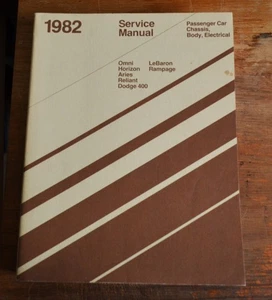 1982
Service
Manual
Passenger Car
Chassis,
Body, Electrical
Omni
Horizon
Aries
Reliant
Dodge 400
LeBaron
Rampage